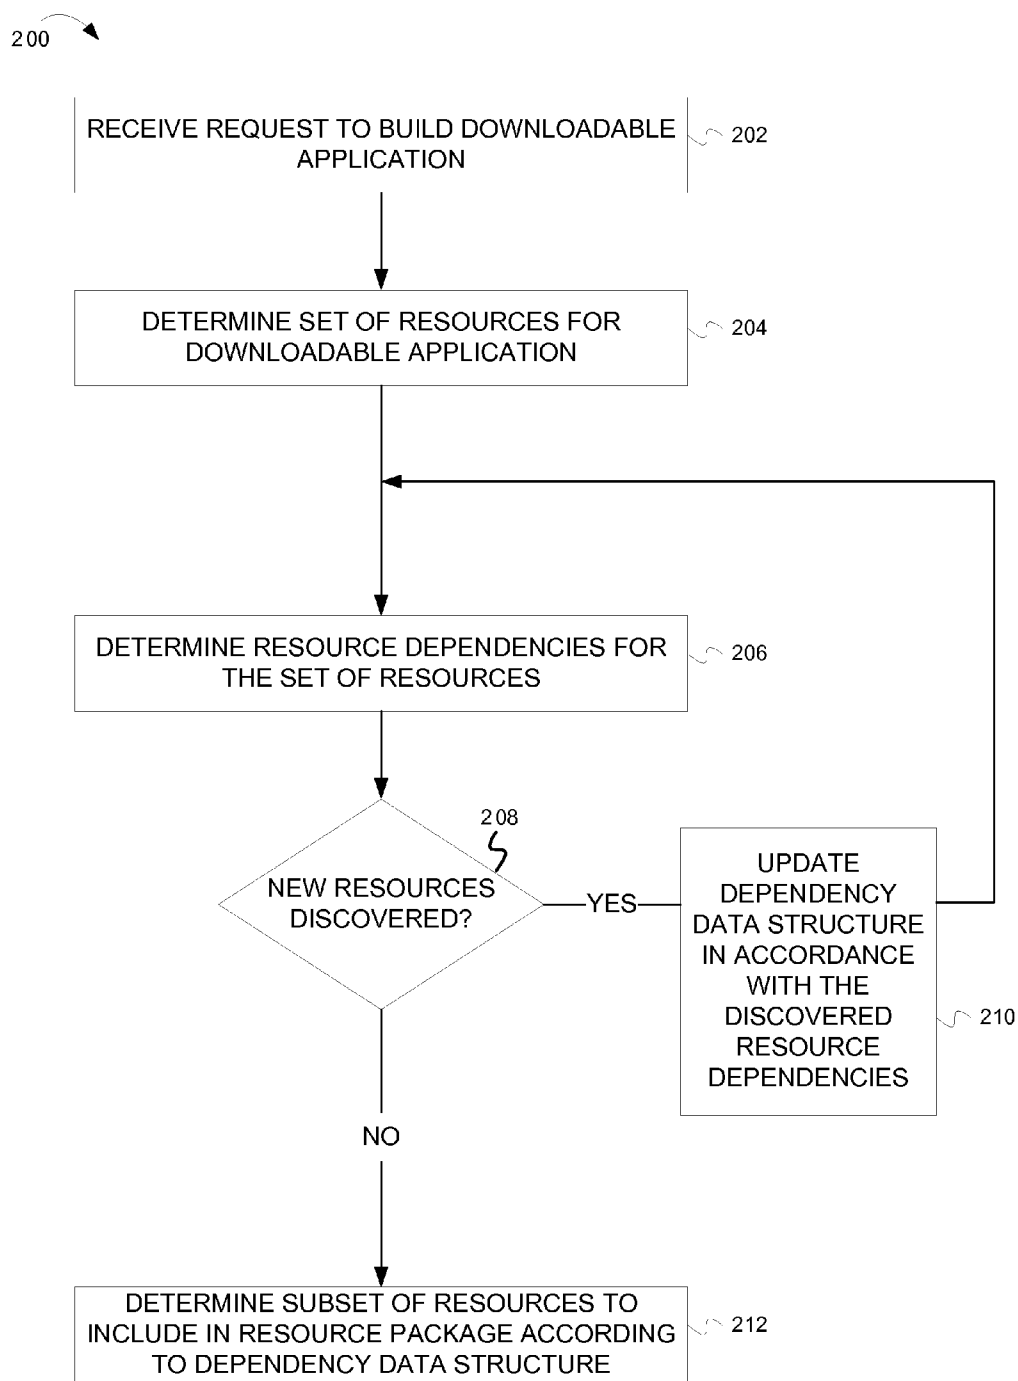 200
RECEIVE REQUEST TO BUILD DOWNLOADABLE
APPLICATION
202
DETERMINE SET OF RESOURCES FOR
DOWNLOADABLE APPLICATION
204
DETERMINE RESOURCE DEPENDENCIES FOR
THE SET OF RESOURCES
206
208
NEW RESOURCES
DISCOVERED?
YES
UPDATE
DEPENDENCY
DATA STRUCTURE
IN ACCORDANCE
WITH THE
DISCOVERED
RESOURCE
DEPENDENCIES
210
NO
DETERMINE SUBSET OF RESOURCES TO
INCLUDE IN RESOURCE PACKAGE ACCORDING
TO DEPENDENCY DATA STRUCTURE
212